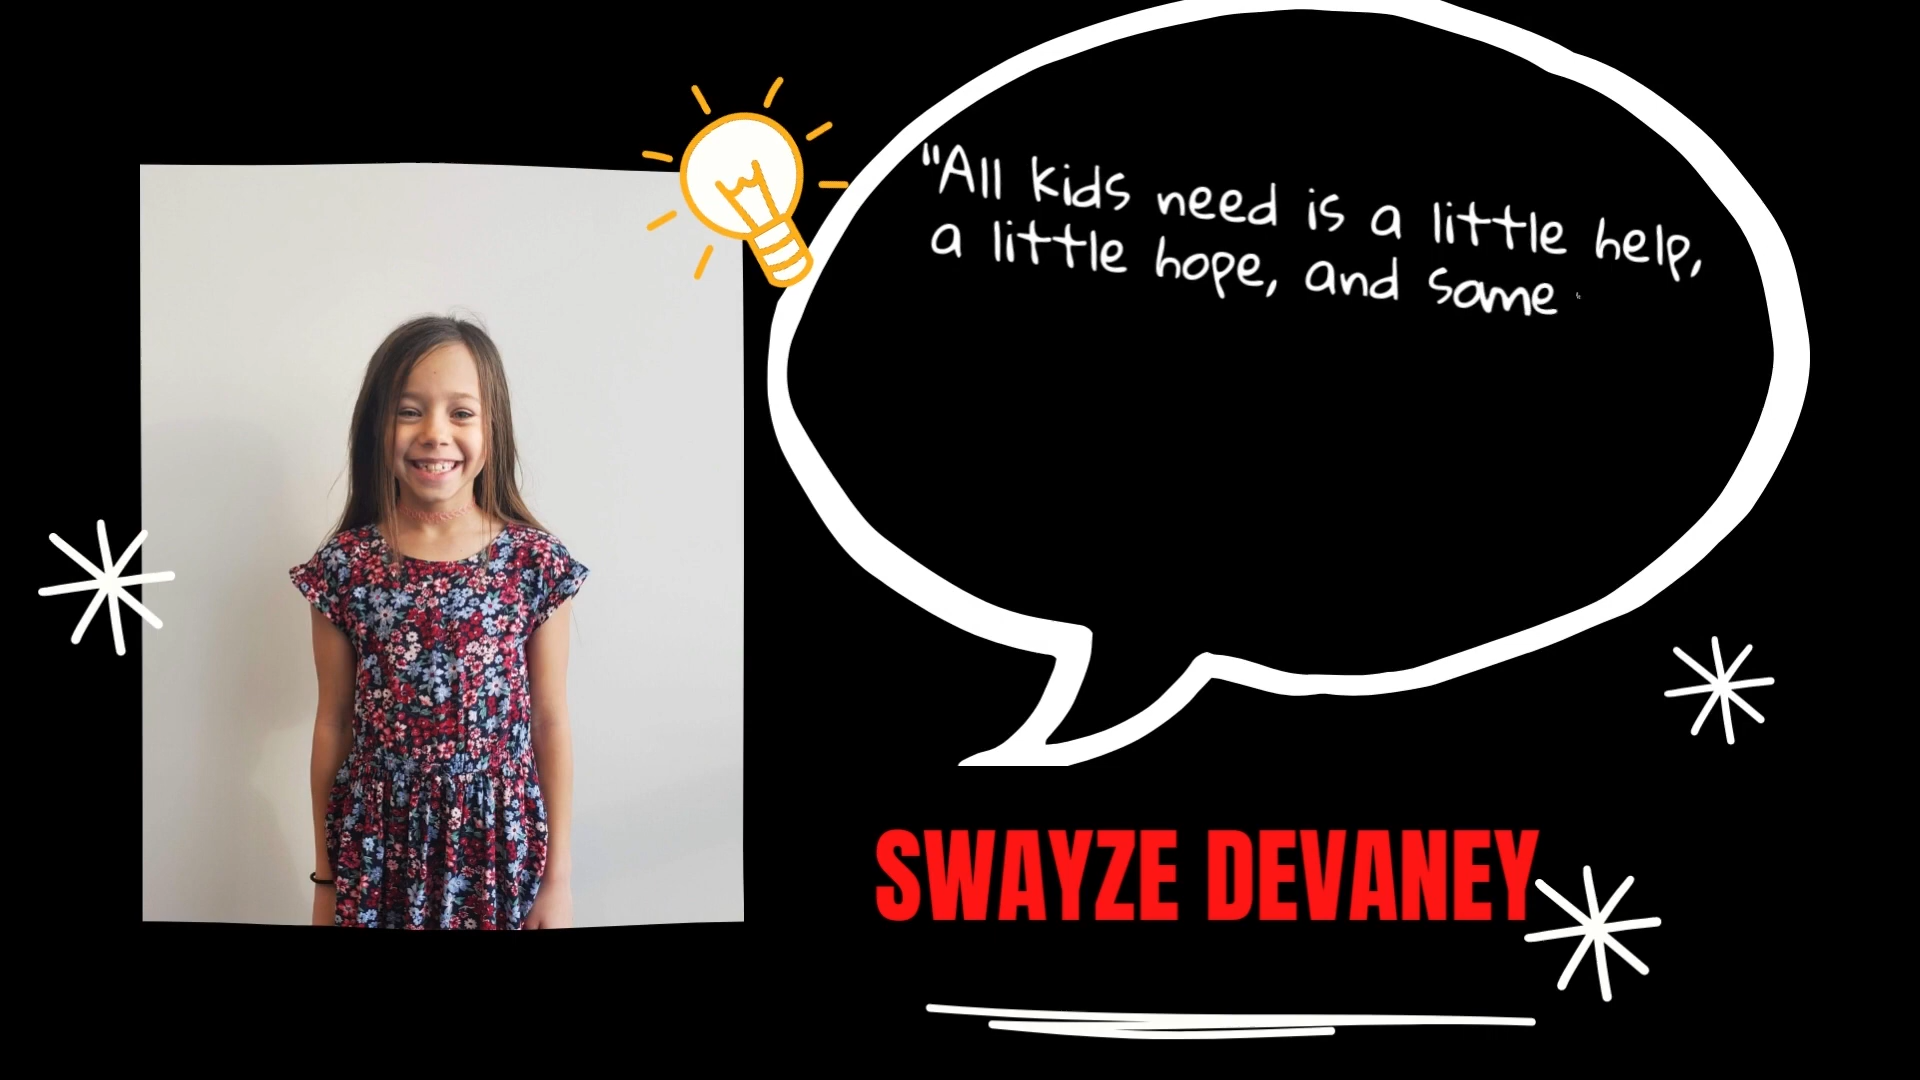 "All kids need is a little help,
a little hope, and some
SWAYZE DEVANEY